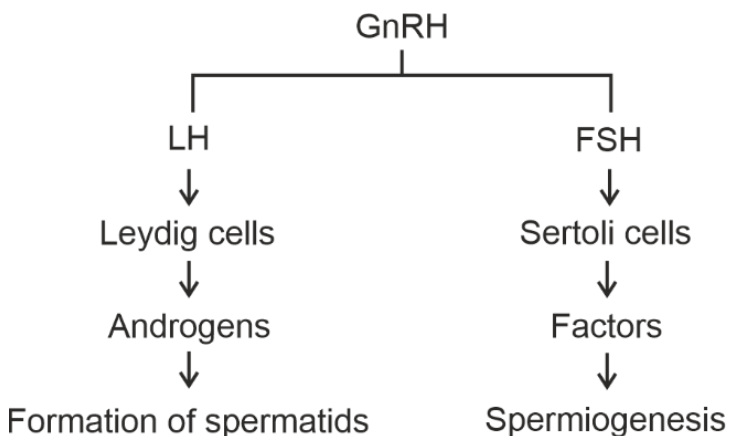 GnRH
LH
FSH
Leydig cells
Sertoli cells
Androgens
Factors
Formation of spermatids
Spermiogenesis